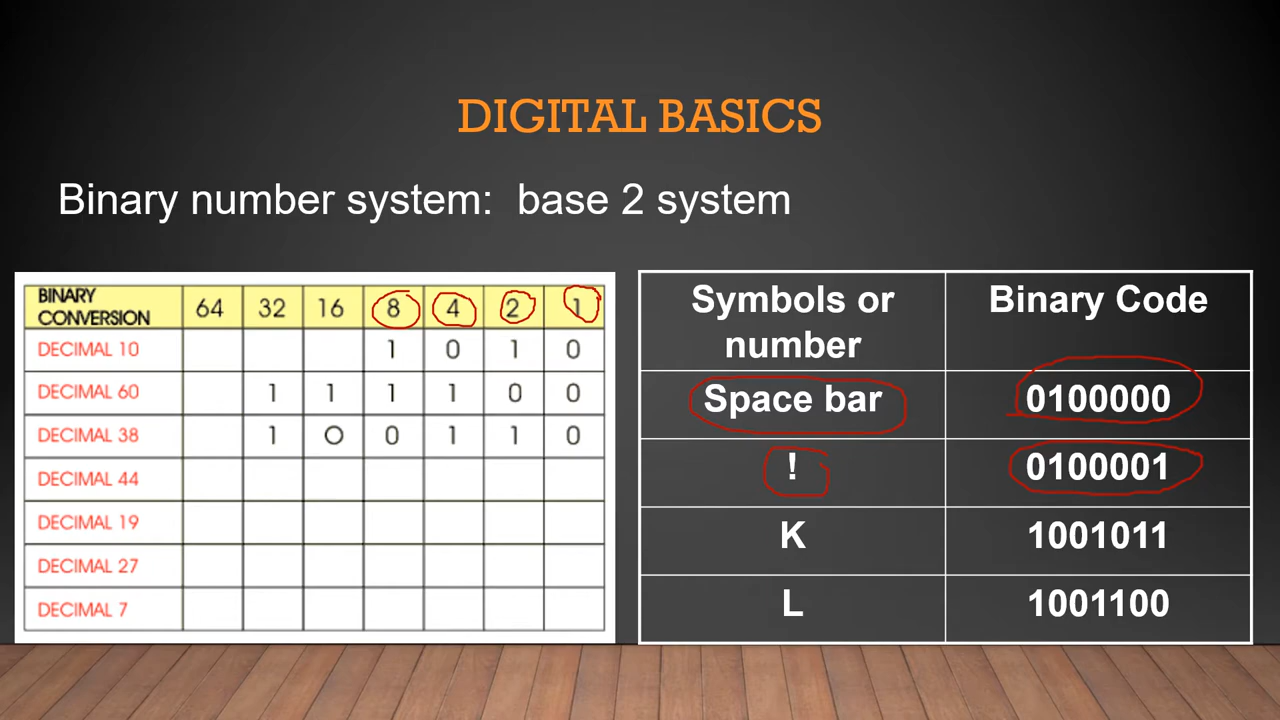 DIGITAL BASICS
Binary number system: base 2 system
BINARY CONVERSION 64 32 16 8 4 2 1
DECIMAL 10 1 0 1 0
DECIMAL 60 1 1 1 1 0 0
DECIMAL 38 1 0 0 1 1 0
DECIMAL 44
DECIMAL 19
DECIMAL 27
DECIMAL 7
Symbols or number Binary Code
Space bar 0100000
! 0100001
K 1001011
L 1001100